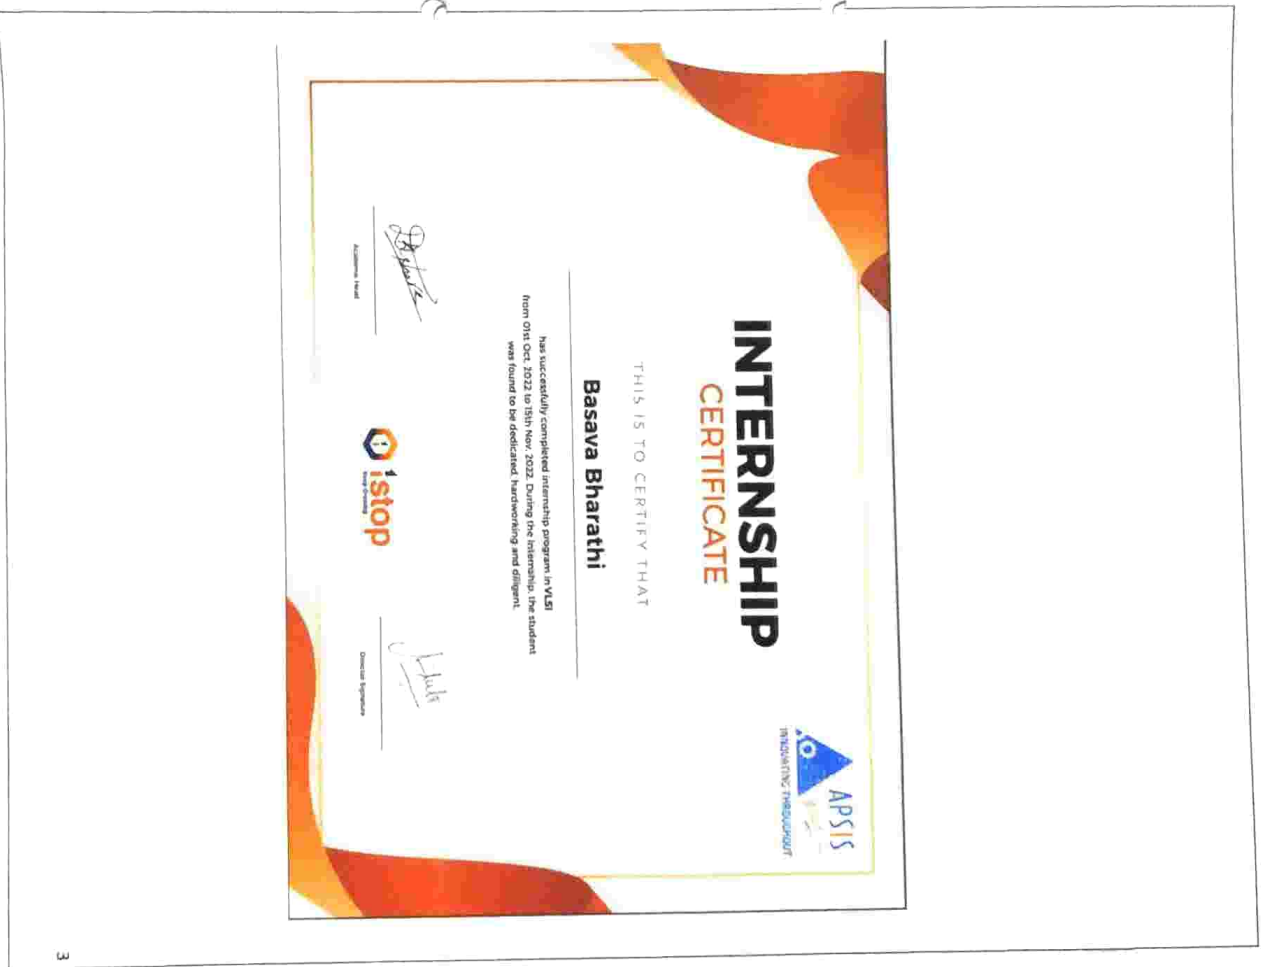 INTERNSHIP
CERTIFICATE
APSIS
INNOVATING THROUGHOUT
THIS IS TO CERTIFY THAT
Basava Bharathi
has successfully completed internship program in VLSI
from 01st Oct, 2022 to 15th Nov, 2022. During the internship, the student
was found to be dedicated, hardworking and diligent.
Academic Head
istop
Director Signature
3